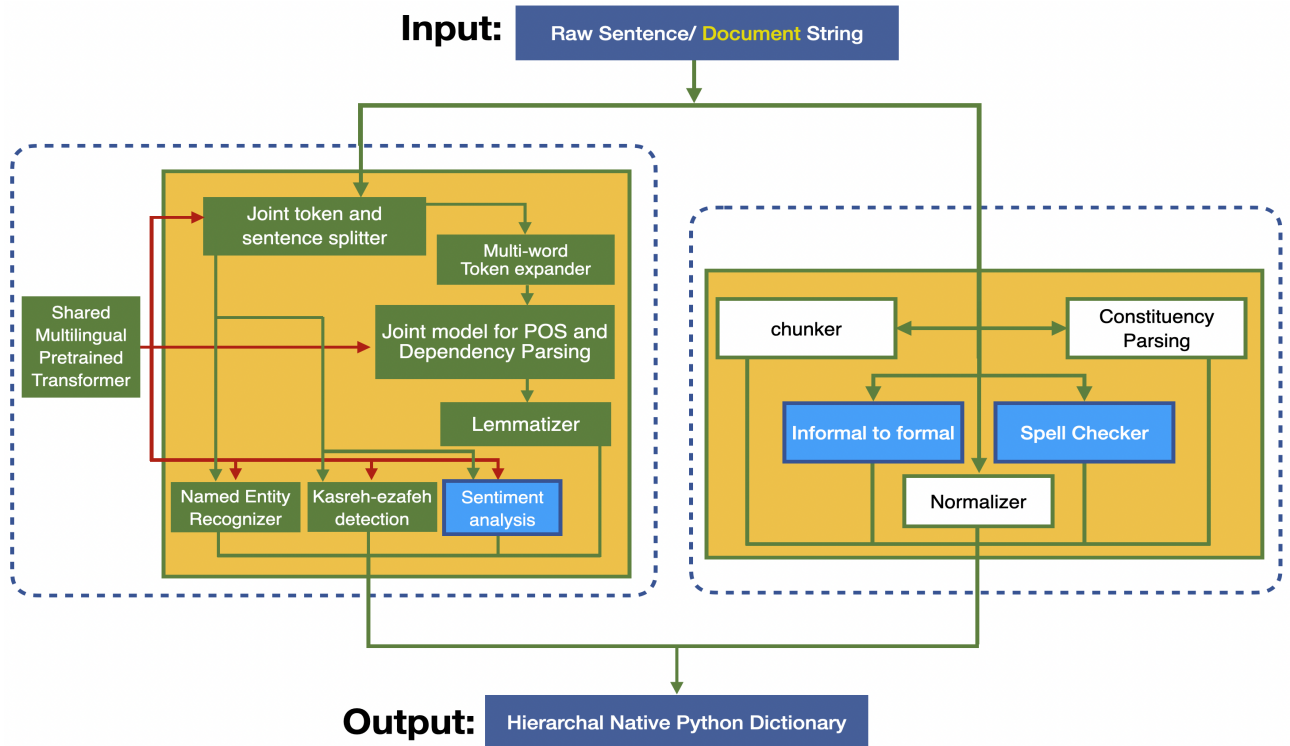 Input:
Raw Sentence/ Document String
Joint token and
sentence splitter
Multi-word
Token expander
Shared
Multilingual
Pretrained
Transformer
Joint model for POS and
Dependency Parsing
Lemmatizer
Named Entity
Recognizer
Kasreh-ezafeh
detection
Sentiment
analysis
chunker
Constituency
Parsing
Informal to formal
Spell Checker
Normalizer
Output:
Hierarchal Native Python Dictionary